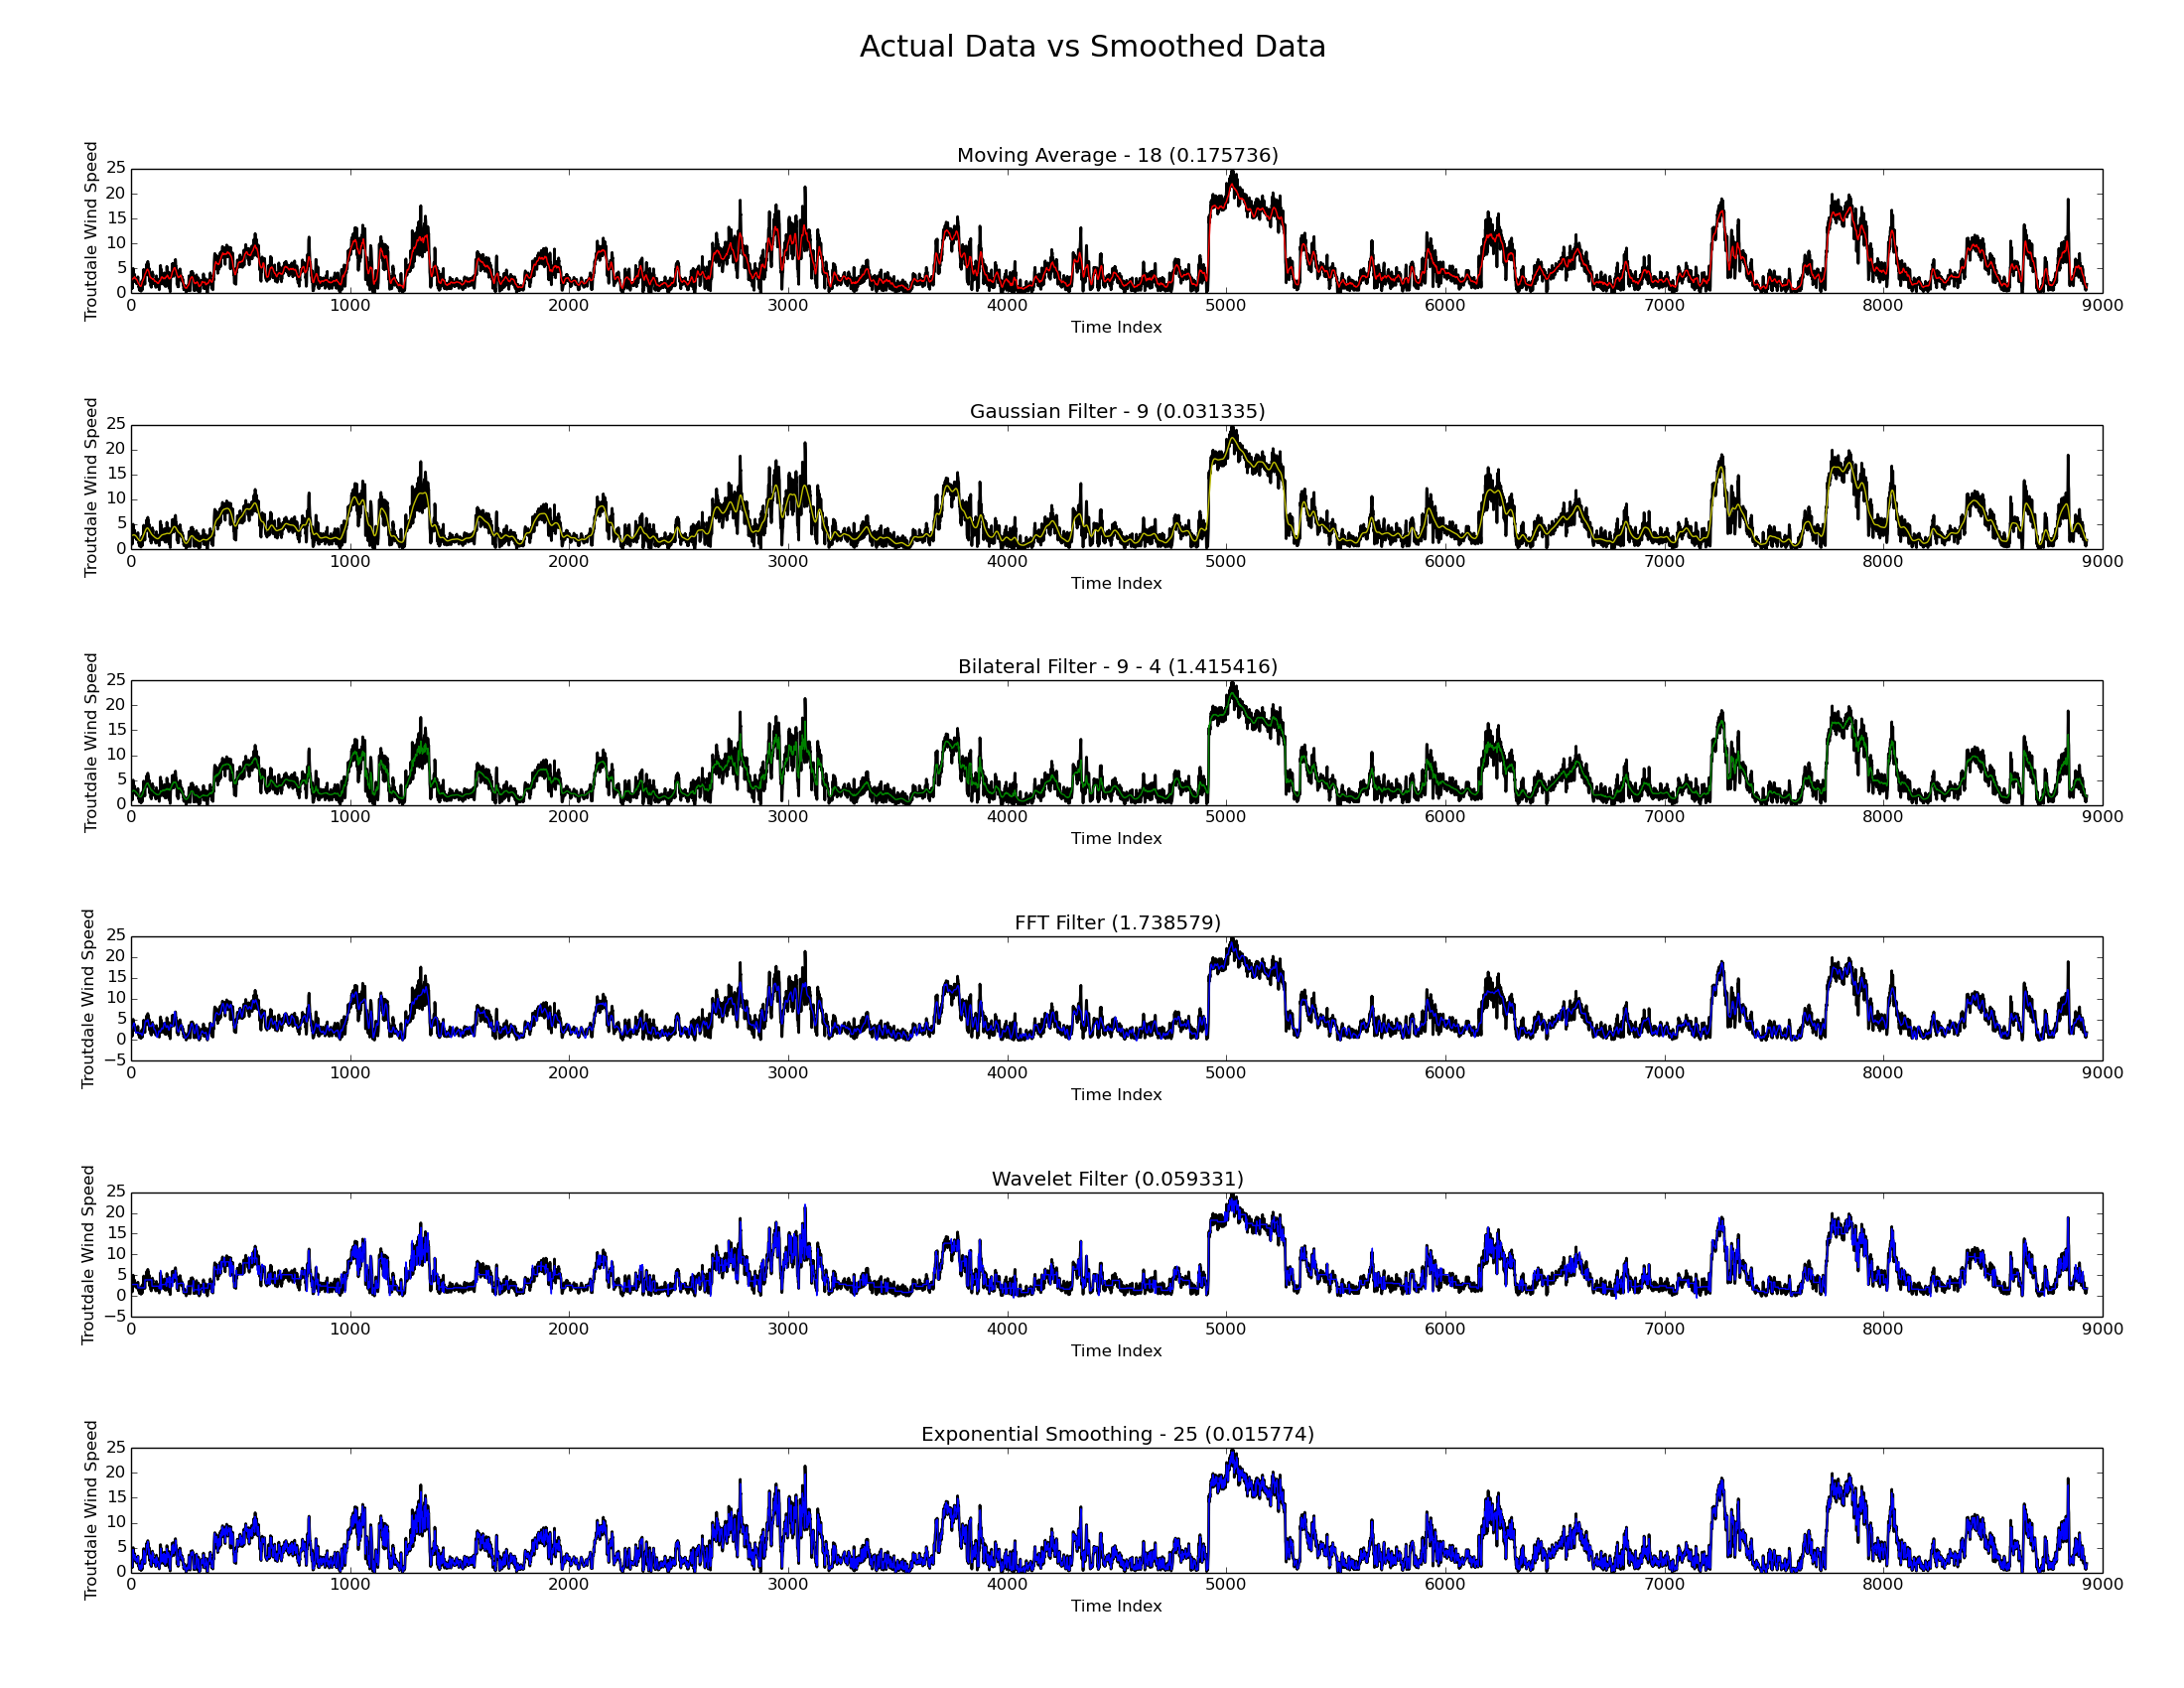 Actual Data vs Smoothed Data
Moving Average - 18 (0.175736)
Troutdale Wind Speed
25
20
15
10
5
0
0 1000 2000 3000 4000 5000 6000 7000 8000 9000
Time Index
Gaussian Filter - 9 (0.031335)
Troutdale Wind Speed
25
20
15
10
5
0
0 1000 2000 3000 4000 5000 6000 7000 8000 9000
Time Index
Bilateral Filter - 9 - 4 (1.415416)
Troutdale Wind Speed
25
20
15
10
5
0
0 1000 2000 3000 4000 5000 6000 7000 8000 9000
Time Index
FFT Filter (1.738579)
Troutdale Wind Speed
25
20
15
10
5
0
−5
0 1000 2000 3000 4000 5000 6000 7000 8000 9000
Time Index
Wavelet Filter (0.059331)
Troutdale Wind Speed
25
20
15
10
5
0
−5
0 1000 2000 3000 4000 5000 6000 7000 8000 9000
Time Index
Exponential Smoothing - 25 (0.015774)
Troutdale Wind Speed
25
20
15
10
5
0
0 1000 2000 3000 4000 5000 6000 7000 8000 9000
Time Index